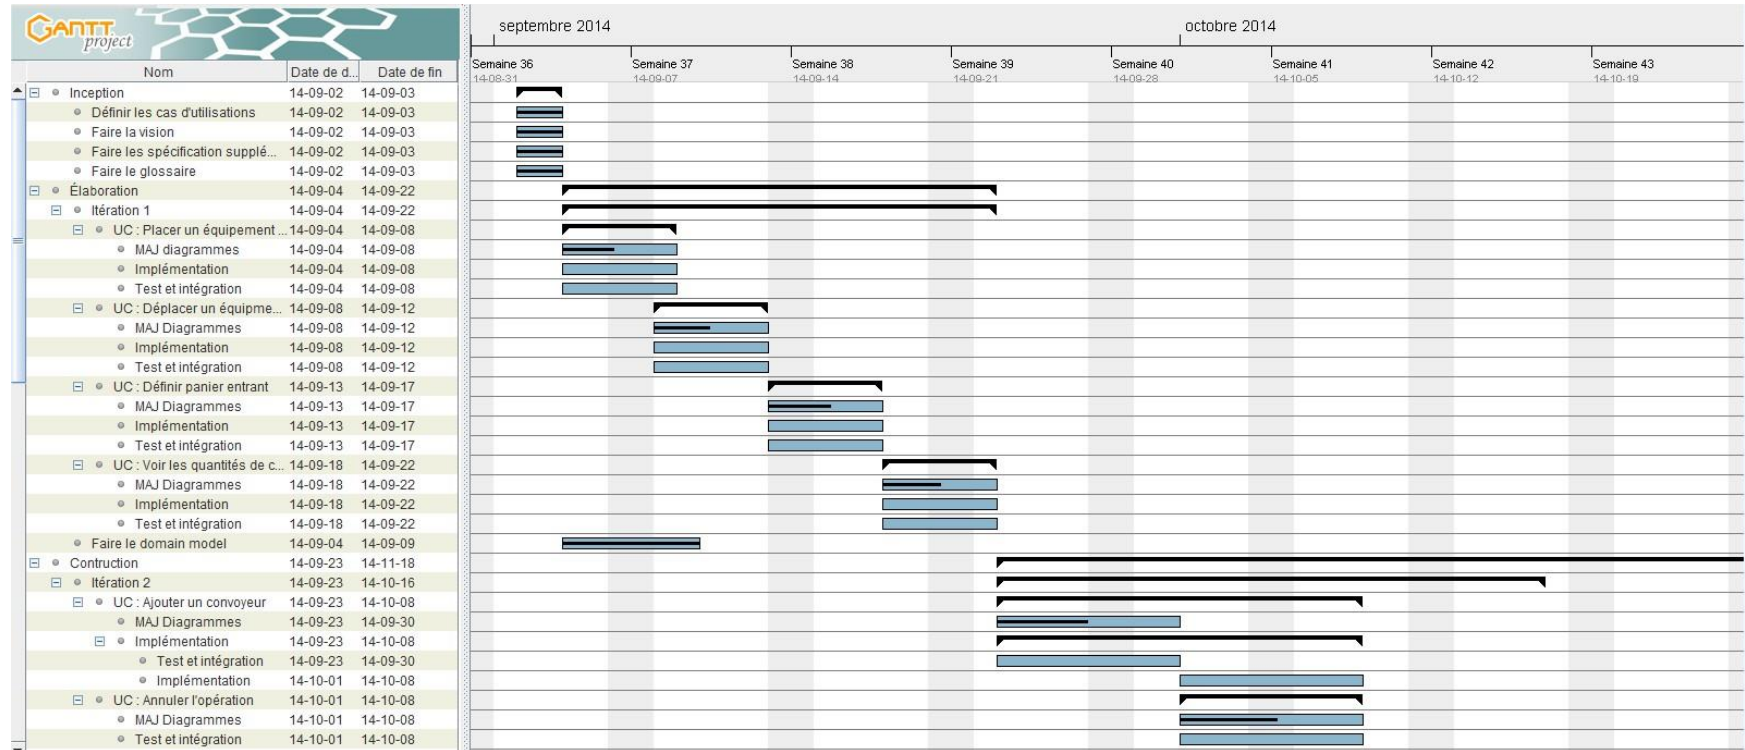 GANTT project
septembre 2014 octobre 2014
Semaine 36 Semaine 37 Semaine 38 Semaine 39 Semaine 40 Semaine 41 Semaine 42 Semaine 43
14-08-31 14-09-07 14-09-14 14-09-21 14-09-28 14-10-05 14-10-12 14-10-19
Nom Date de d... Date de fin
Inception 14-09-02 14-09-03
Définir les cas d'utilisations 14-09-02 14-09-03
Faire la vision 14-09-02 14-09-03
Faire les spécification supplé... 14-09-02 14-09-03
Faire le glossaire 14-09-02 14-09-03
Élaboration 14-09-04 14-09-22
Itération 1 14-09-04 14-09-22
UC : Placer un équipement ... 14-09-04 14-09-08
MAJ diagrammes 14-09-04 14-09-08
Implémentation 14-09-04 14-09-08
Test et intégration 14-09-04 14-09-08
UC : Déplacer un équipme... 14-09-08 14-09-12
MAJ Diagrammes 14-09-08 14-09-12
Implémentation 14-09-08 14-09-12
Test et intégration 14-09-08 14-09-12
UC : Définir panier entrant 14-09-13 14-09-17
MAJ Diagrammes 14-09-13 14-09-17
Implémentation 14-09-13 14-09-17
Test et intégration 14-09-13 14-09-17
UC : Voir les quantités de c... 14-09-18 14-09-22
MAJ Diagrammes 14-09-18 14-09-22
Implémentation 14-09-18 14-09-22
Test et intégration 14-09-18 14-09-22
Faire le domain model 14-09-04 14-09-09
Contruction 14-09-23 14-11-18
Itération 2 14-09-23 14-10-16
UC : Ajouter un convoyeur 14-09-23 14-10-08
MAJ Diagrammes 14-09-23 14-09-30
Implémentation 14-09-23 14-10-08
Test et intégration 14-09-23 14-09-30
Implémentation 14-10-01 14-10-08
UC : Annuler l'opération 14-10-01 14-10-08
MAJ Diagrammes 14-10-01 14-10-08
Test et intégration 14-10-01 14-10-08